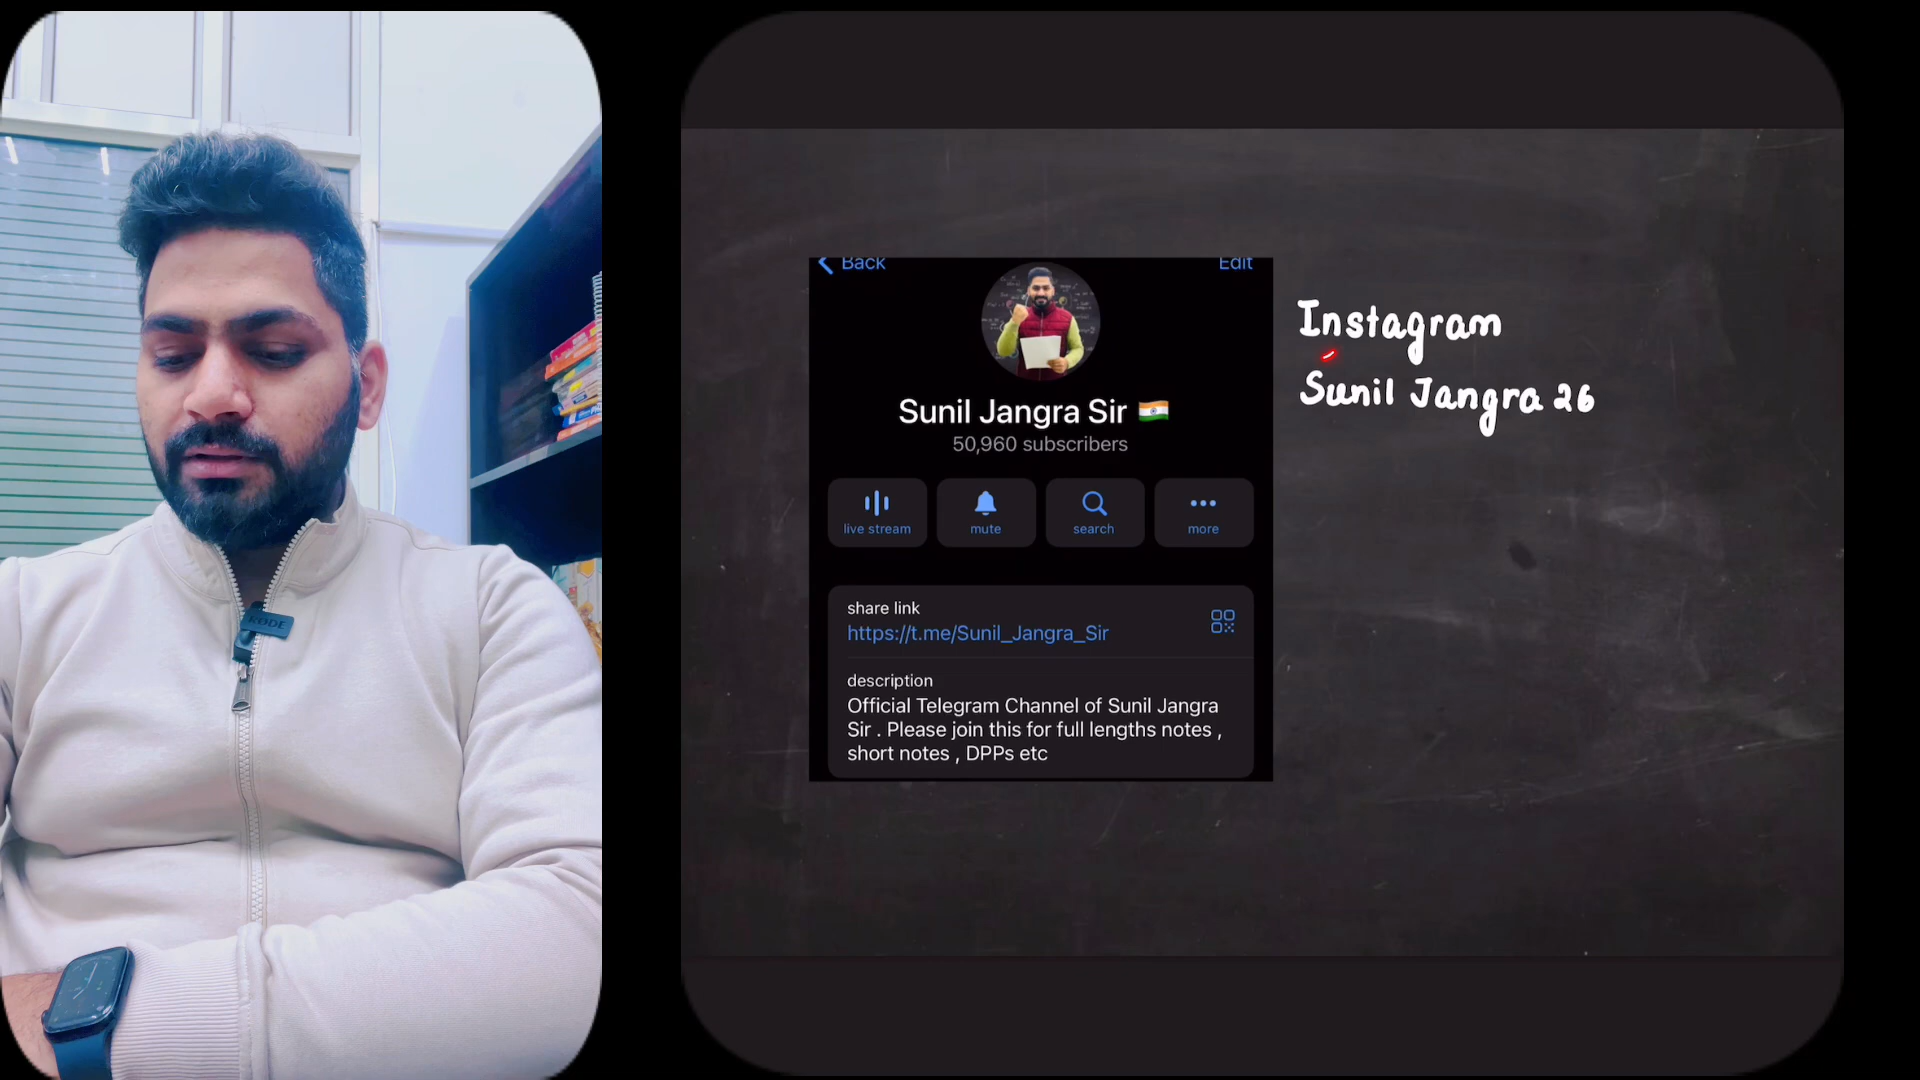 RODE
Back
Edit
Sunil Jangra Sir
50,960 subscribers
live stream
mute
search
more
share link
https://t.me/Sunil_Jangra_Sir
description
Official Telegram Channel of Sunil Jangra
Sir . Please join this for full lengths notes ,
short notes , DPPs etc
Instagram
Sunil Jangra 26